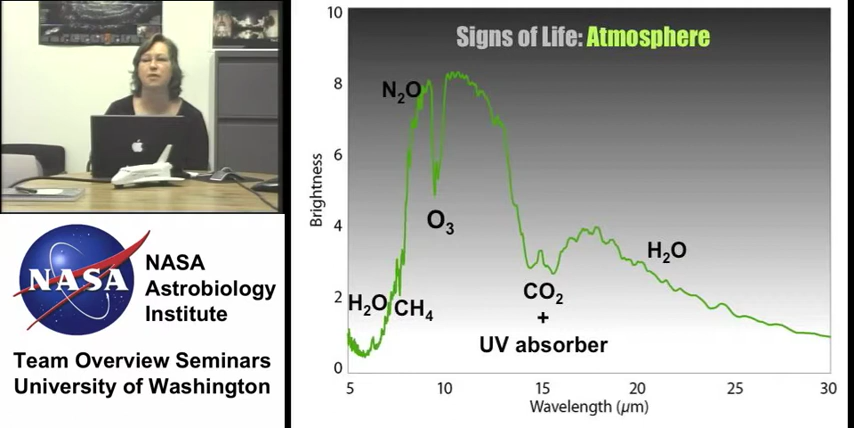 NASA
NASA
Astrobiology
Institute
Team Overview Seminars
University of Washington
Signs of Life: Atmosphere
10
8
6
4
2
0
Brightness
N₂O
O₃
H₂O
CH₄
CO₂
+
UV absorber
H₂O
5 10 15 20 25 30
Wavelength (µm)